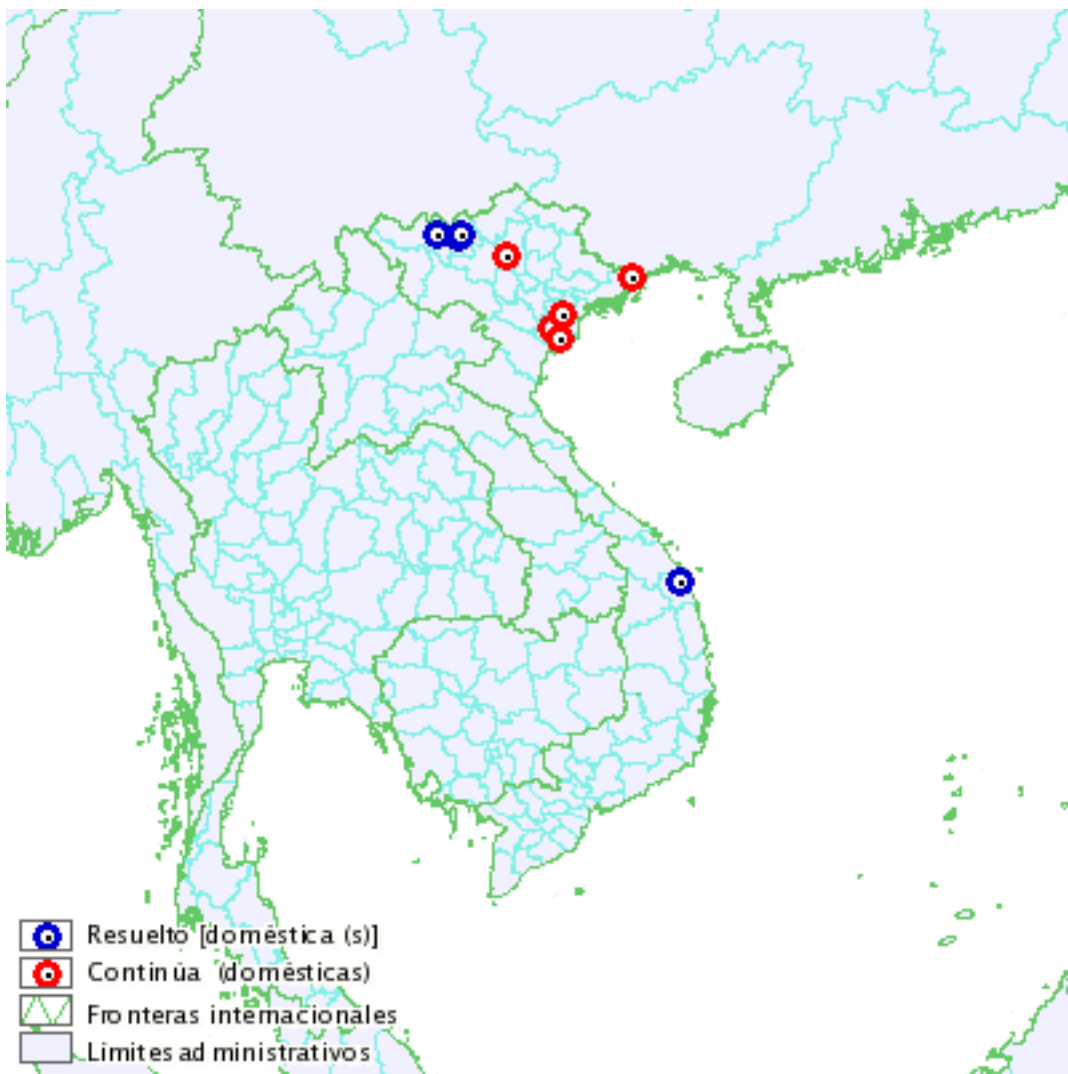 Resuelto [doméstica (s)]
Continúa (domésticas)
Fronteras internacionales
Límites administrativos